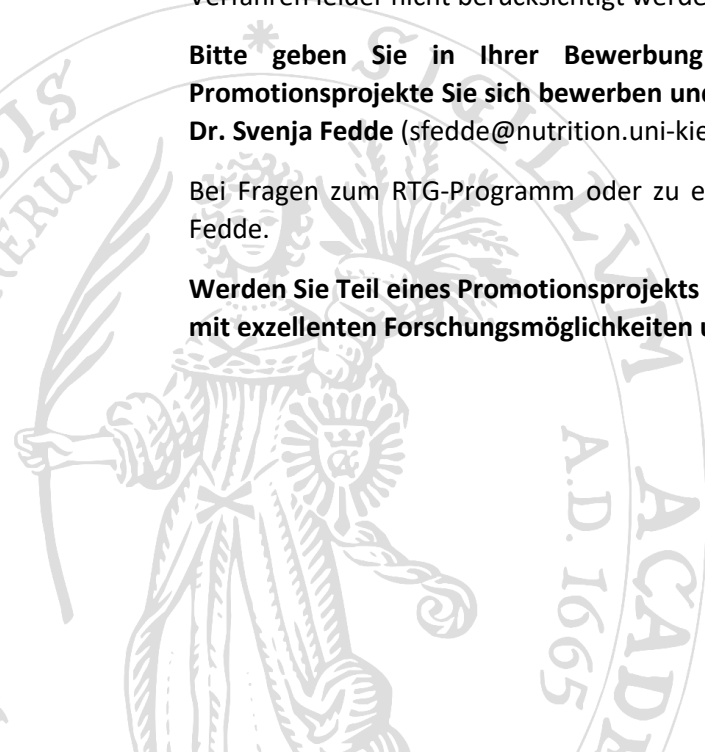 Verfahren leider nicht berücksichtigt werde
Bitte geben Sie in Ihrer Bewerbung
Promotionsprojekte Sie sich bewerben und
Dr. Svenja Fedde (sfedde@nutrition.uni-kie
Bei Fragen zum RTG-Programm oder zu e
Fedde.
Werden Sie Teil eines Promotionsprojekts
mit exzellenten Forschungsmöglichkeiten u
SIGILLVM ACAD
A.D. 1665